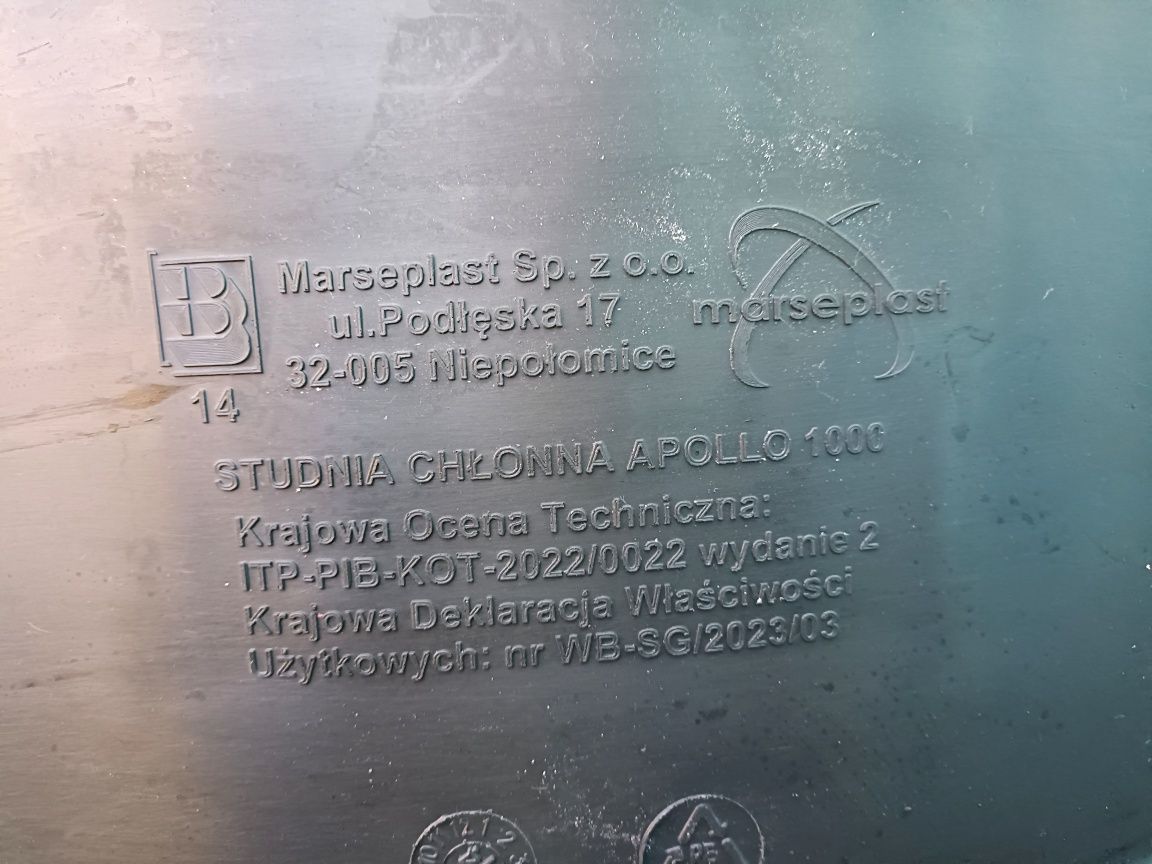 B
Marseplast Sp. z o.o.
ul.Podłęska 17
32-005 Niepołomice
marseplast
14
STUDNIA CHŁONNA APOLLO 1000
Krajowa Ocena Techniczna:
ITP-PIB-KOT-2022/0022 wydanie 2
Krajowa Deklaracja Właściwości
Użytkowych: nr WB-SG/2023/03
PE